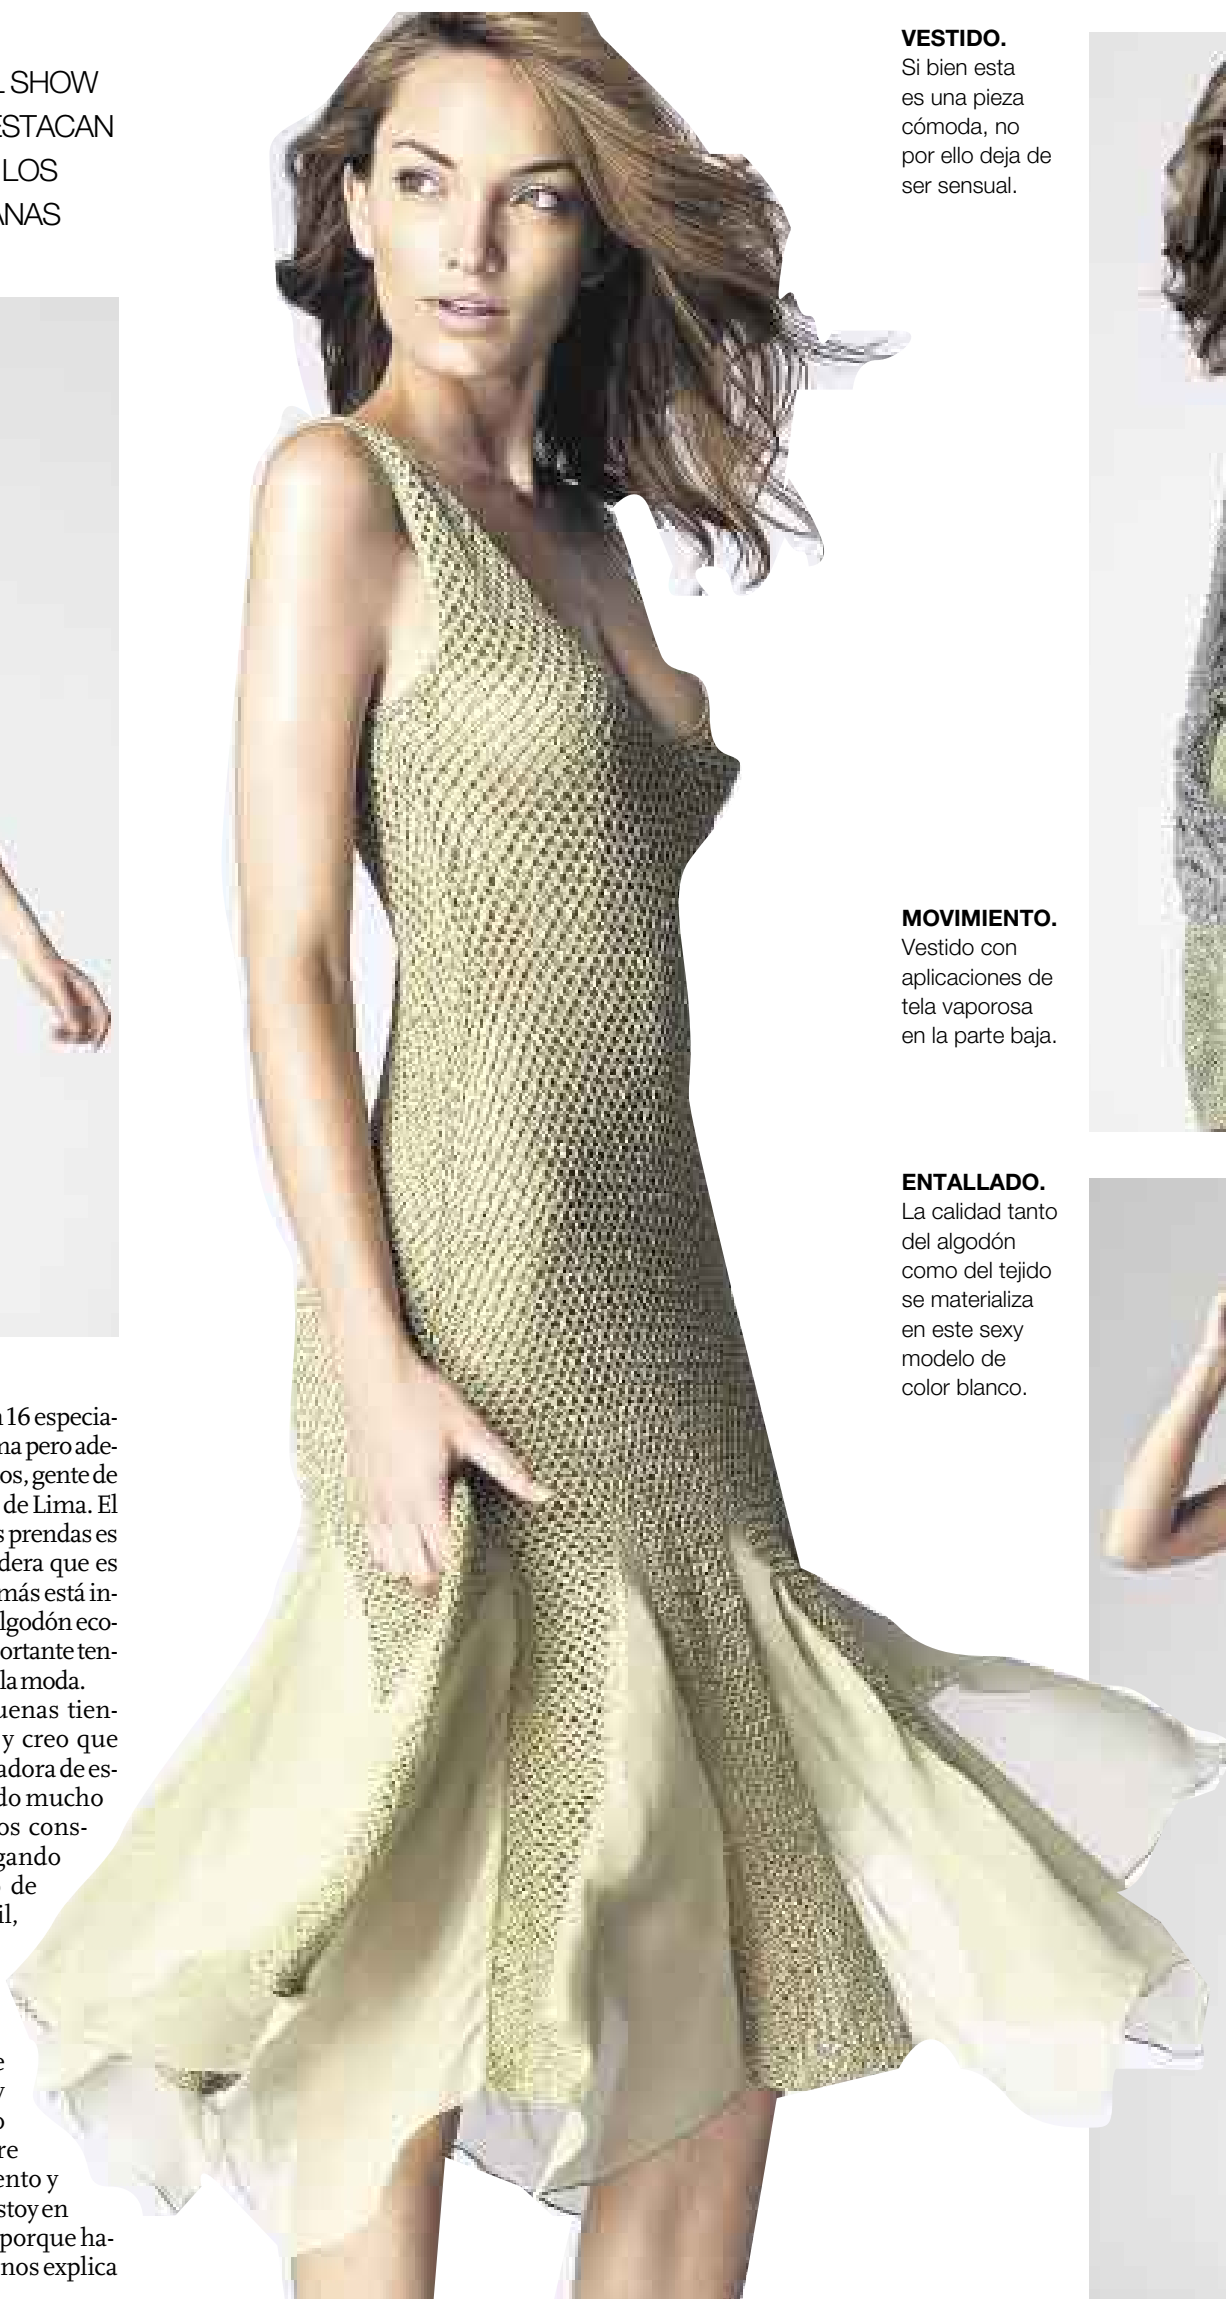 L SHOW
ESTACAN
LOS
ANAS
VESTIDO.
Si bien esta
es una pieza
cómoda, no
por ello deja de
ser sensual.
MOVIMIENTO.
Vestido con
aplicaciones de
tela vaporosa
en la parte baja.
ENTALLADO.
La calidad tanto
del algodón
como del tejido
se materializa
en este sexy
modelo de
color blanco.
16 especia-
na pero ade-
os, gente de
de Lima. El
s prendas es
dera que es
más está in-
lgodón eco-
ortante ten-
la moda.
uenas tien-
y creo que
adora de es-
do mucho
os cons-
gando
de
il,
e
y
o
re
ento y
stoy en
porque ha-
nos explica